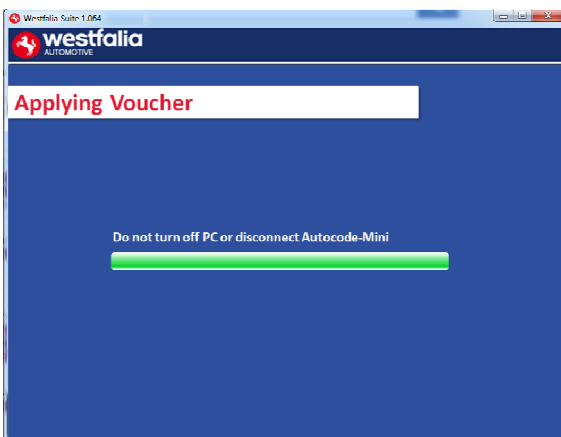 Westfalia Suite 1.064
westfalia
AUTOMOTIVE
Applying Voucher
Do not turn off PC or disconnect Autocode-Mini